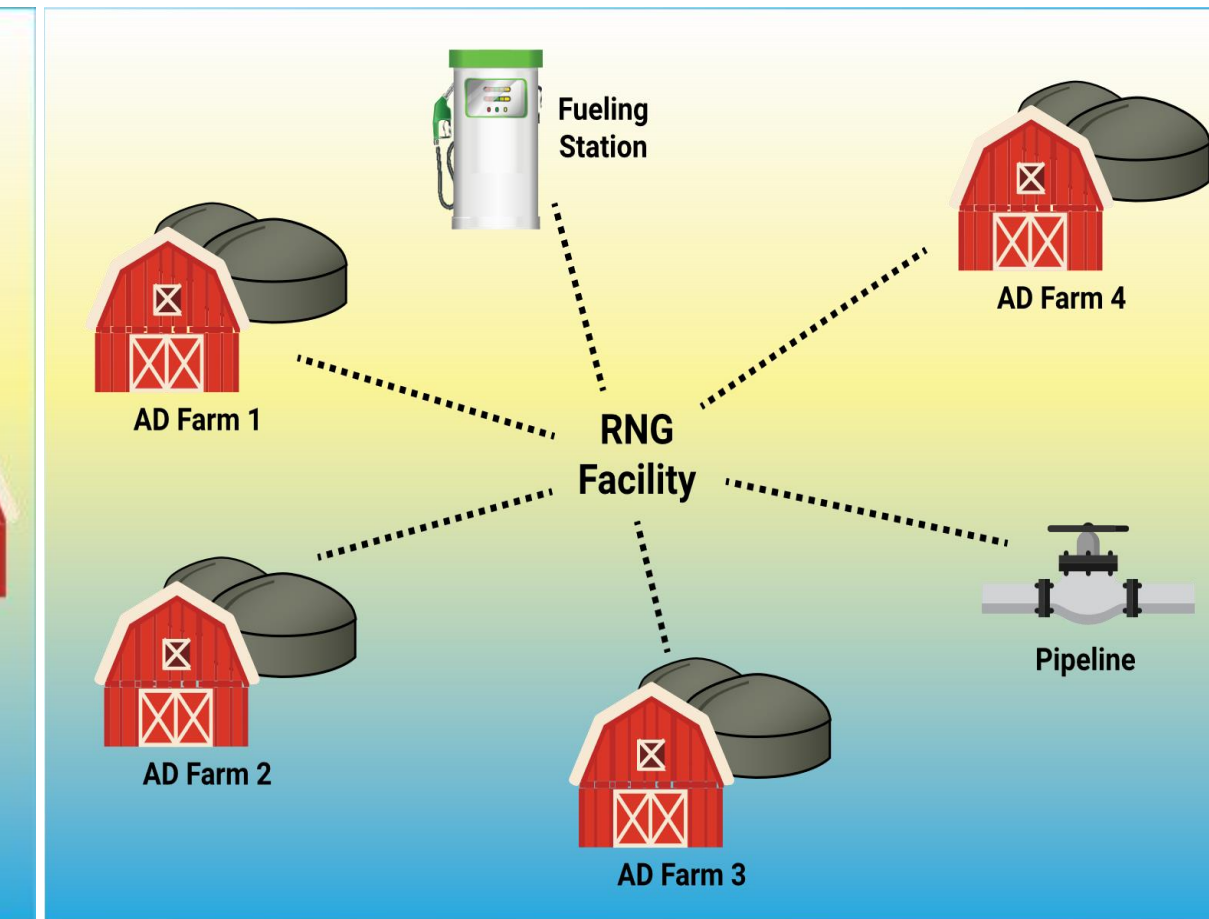 Fueling
Station
AD Farm 4
AD Farm 1
RNG
Facility
Pipeline
AD Farm 2
AD Farm 3